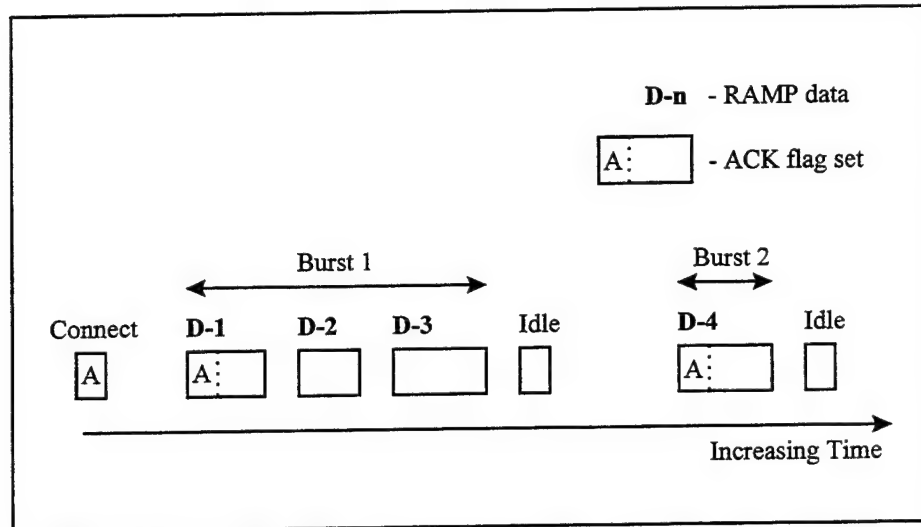 D-n - RAMP data
A - ACK flag set
Burst 1
Burst 2
Connect D-1 D-2 D-3 Idle D-4 Idle
A A A
Increasing Time